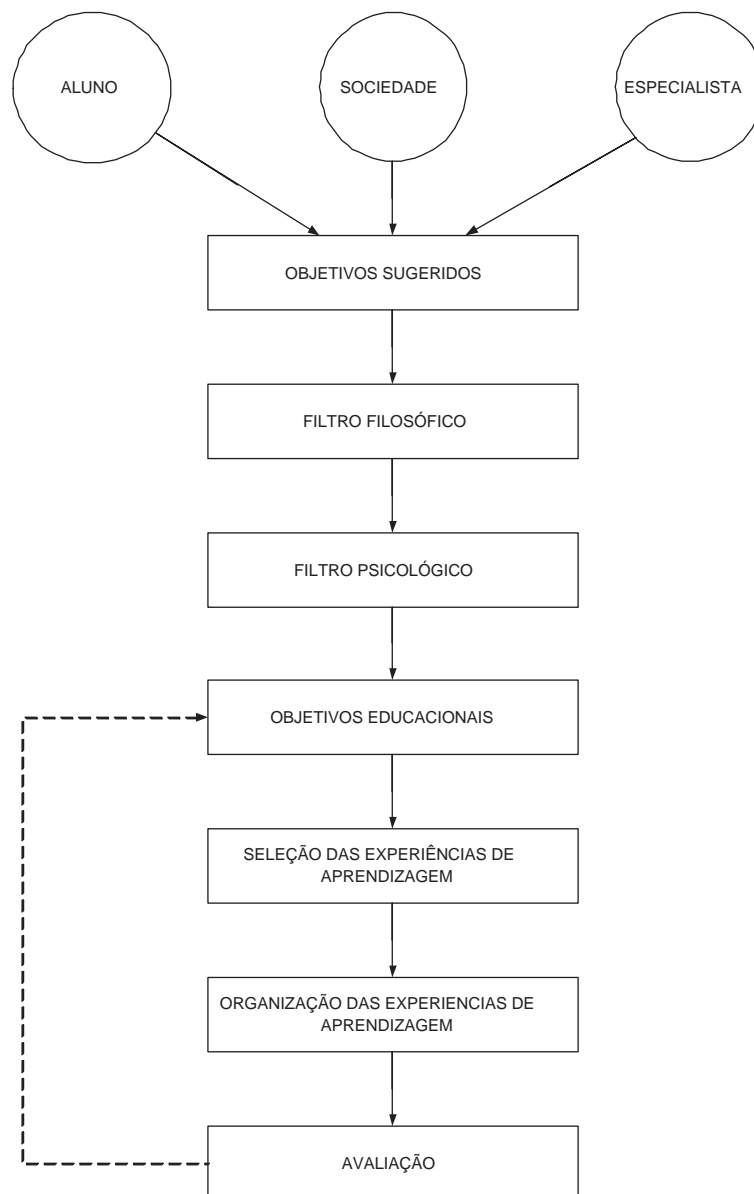 ALUNO
SOCIEDADE
ESPECIALISTA
OBJETIVOS SUGERIDOS
FILTRO FILOSÓFICO
FILTRO PSICOLÓGICO
OBJETIVOS EDUCACIONAIS
SELEÇÃO DAS EXPERIÊNCIAS DE
APRENDIZAGEM
ORGANIZAÇÃO DAS EXPERIENCIAS DE
APRENDIZAGEM
AVALIAÇÃO